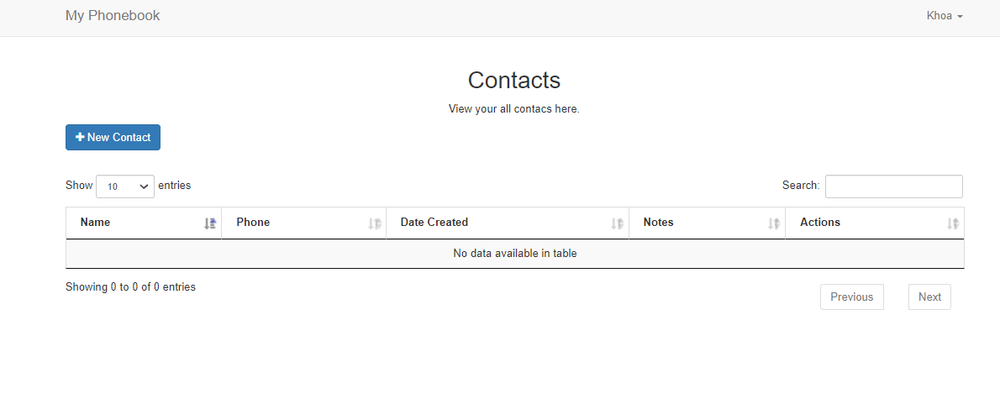 My Phonebook Khoa
Contacts
View your all contacs here.
New Contact
Show 10 entries Search:
Name Phone Date Created Notes Actions
No data available in table
Showing 0 to 0 of 0 entries
Previous Next